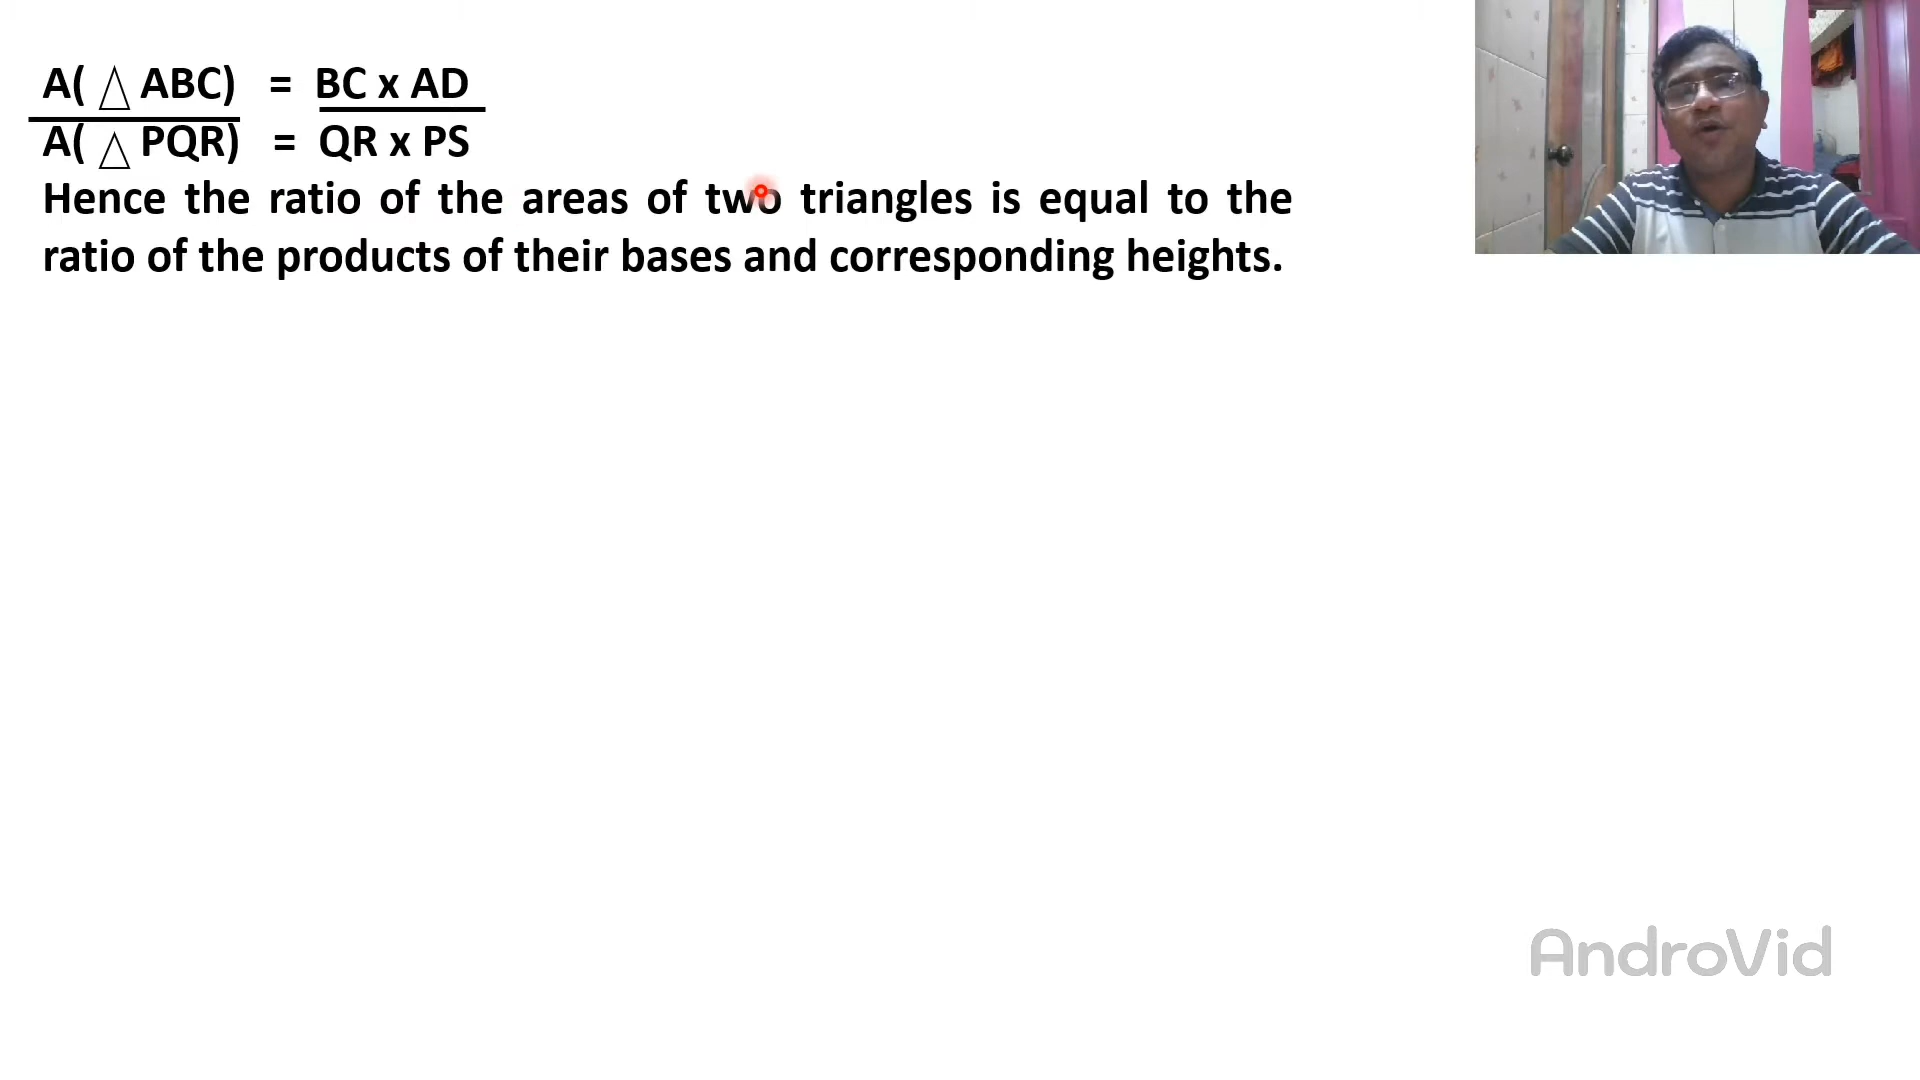 A( △ ABC) = BC x AD
A( △ PQR) = QR x PS
Hence the ratio of the areas of two triangles is equal to the
ratio of the products of their bases and corresponding heights.
AndroVid